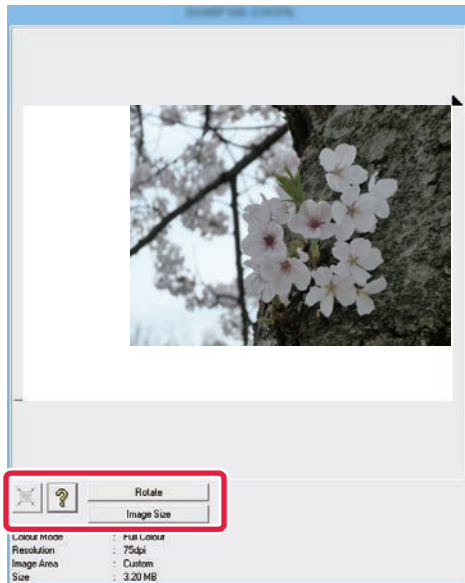 ?
Rotate
Image Size
Colour Mode : Full Colour
Resolution : 75dpi
Image Area : Custom
Size : 3.20 MB